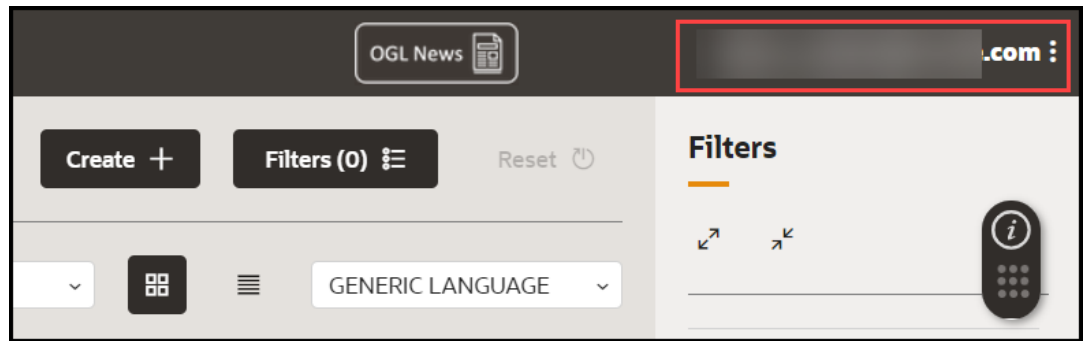 OGL News
.com
Create
Filters (0)
Reset
Filters
GENERIC LANGUAGE